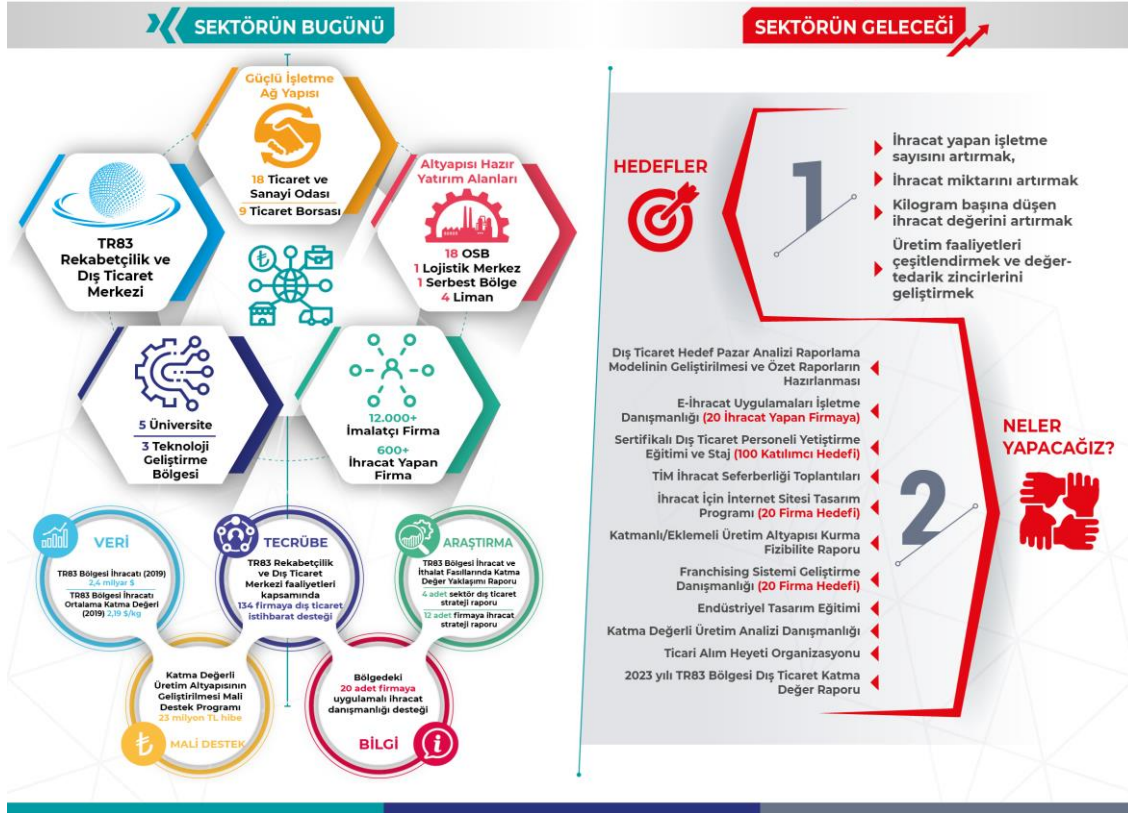 SEKTÖRÜN BUGÜNÜ
Güçlü İşletme
Ağ Yapısı
18 Ticaret ve
Sanayi Odası
9 Ticaret Borsası
TR83
Rekabetçilik ve
Dış Ticaret
Merkezi
Altyapısı Hazır
Yatırım Alanları
18 OSB
1 Lojistik Merkez
1 Serbest Bölge
4 Liman
5 Üniversite
3 Teknoloji
Geliştirme
Bölgesi
12.000+
İmalatçı Firma
600+
İhracat Yapan
Firma
VERİ
TR83 Bölgesi İhracatı (2019)
2,4 milyar $
TR83 Bölgesi İhracatı
Ortalama Katma Değeri
(2019) 2,19 $/kg
TECRÜBE
TR83 Rekabetçilik
ve Dış Ticaret
Merkezi faaliyetleri
kapsamında
134 firmaya dış ticaret
istihbarat desteği
ARAŞTIRMA
TR83 Bölgesi İhracat ve
İthalat Fasıllarında Katma
Değer Yaklaşımı Raporu
4 adet sektör dış ticaret
strateji raporu
12 adet firmaya ihracat
strateji raporu
Katma Değerli
Üretim Altyapısının
Geliştirilmesi Mali
Destek Programı
23 milyon TL hibe
MALİ DESTEK
Bölgedeki
20 adet firmaya
uygulamalı ihracat
danışmanlığı desteği
BİLGİ
SEKTÖRÜN GELECEĞİ
HEDEFLER
1
İhracat yapan işletme
sayısını artırmak,
İhracat miktarını artırmak
Kilogram başına düşen
ihracat değerini artırmak
Üretim faaliyetleri
çeşitlendirmek ve değer-
tedarik zincirlerini
geliştirmek
NELER
YAPACAĞIZ?
2
Dış Ticaret Hedef Pazar Analizi Raporlama
Modelinin Geliştirilmesi ve Özet Raporların
Hazırlanması
E-İhracat Uygulamaları İşletme
Danışmanlığı (20 İhracat Yapan Firmaya)
Sertifikalı Dış Ticaret Personeli Yetiştirme
Eğitimi ve Staj (100 Katılımcı Hedefi)
TİM İhracat Seferberliği Toplantıları
İhracat İçin İnternet Sitesi Tasarım
Programı (20 Firma Hedefi)
Katmanlı/Eklemeli Üretim Altyapısı Kurma
Fizibilite Raporu
Franchising Sistemi Geliştirme
Danışmanlığı (20 Firma Hedefi)
Endüstriyel Tasarım Eğitimi
Katma Değerli Üretim Analizi Danışmanlığı
Ticari Alım Heyeti Organizasyonu
2023 yılı TR83 Bölgesi Dış Ticaret Katma
Değer Raporu